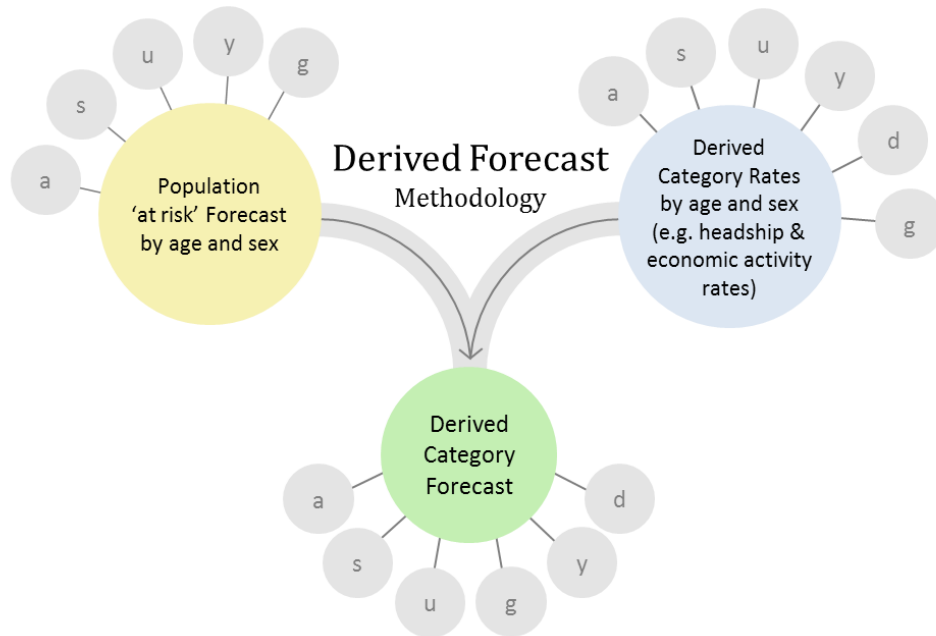 a
s
u
y
g
Population
‘at risk’ Forecast
by age and sex
Derived Forecast
Methodology
a
s
u
y
d
g
Derived
Category Rates
by age and sex
(e.g. headship &
economic activity
rates)
Derived
Category
Forecast
a
s
u
g
y
d